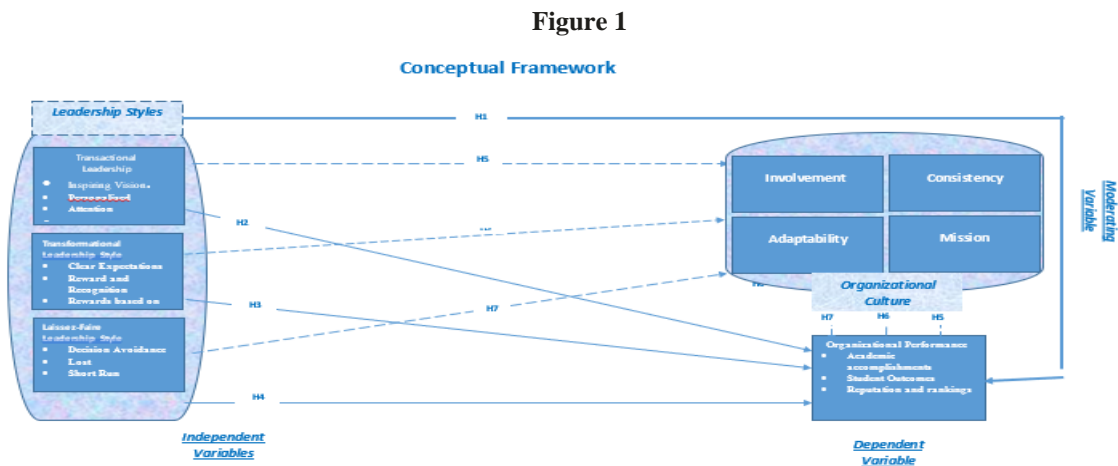 Figure 1
Conceptual Framework
Leadership Styles
H1
Transactional
Leadership
Inspiring Vision.
Personalized
Attention
H5
H2
Transformational
Leadership Style
Clear Expectations
Reward and
Recognition
Rewards based on
H3
Laissez-Faire
Leadership Style
Decision Avoidance
Lost
Short Run
H7
H4
Independent
Variables
Involvement
Consistency
Adaptability
Mission
Organizational
Culture
H7
H6
H5
Moderating
Variable
Organizational Performance
Academic
accomplishments
Student Outcomes
Reputation and rankings
Dependent
Variable